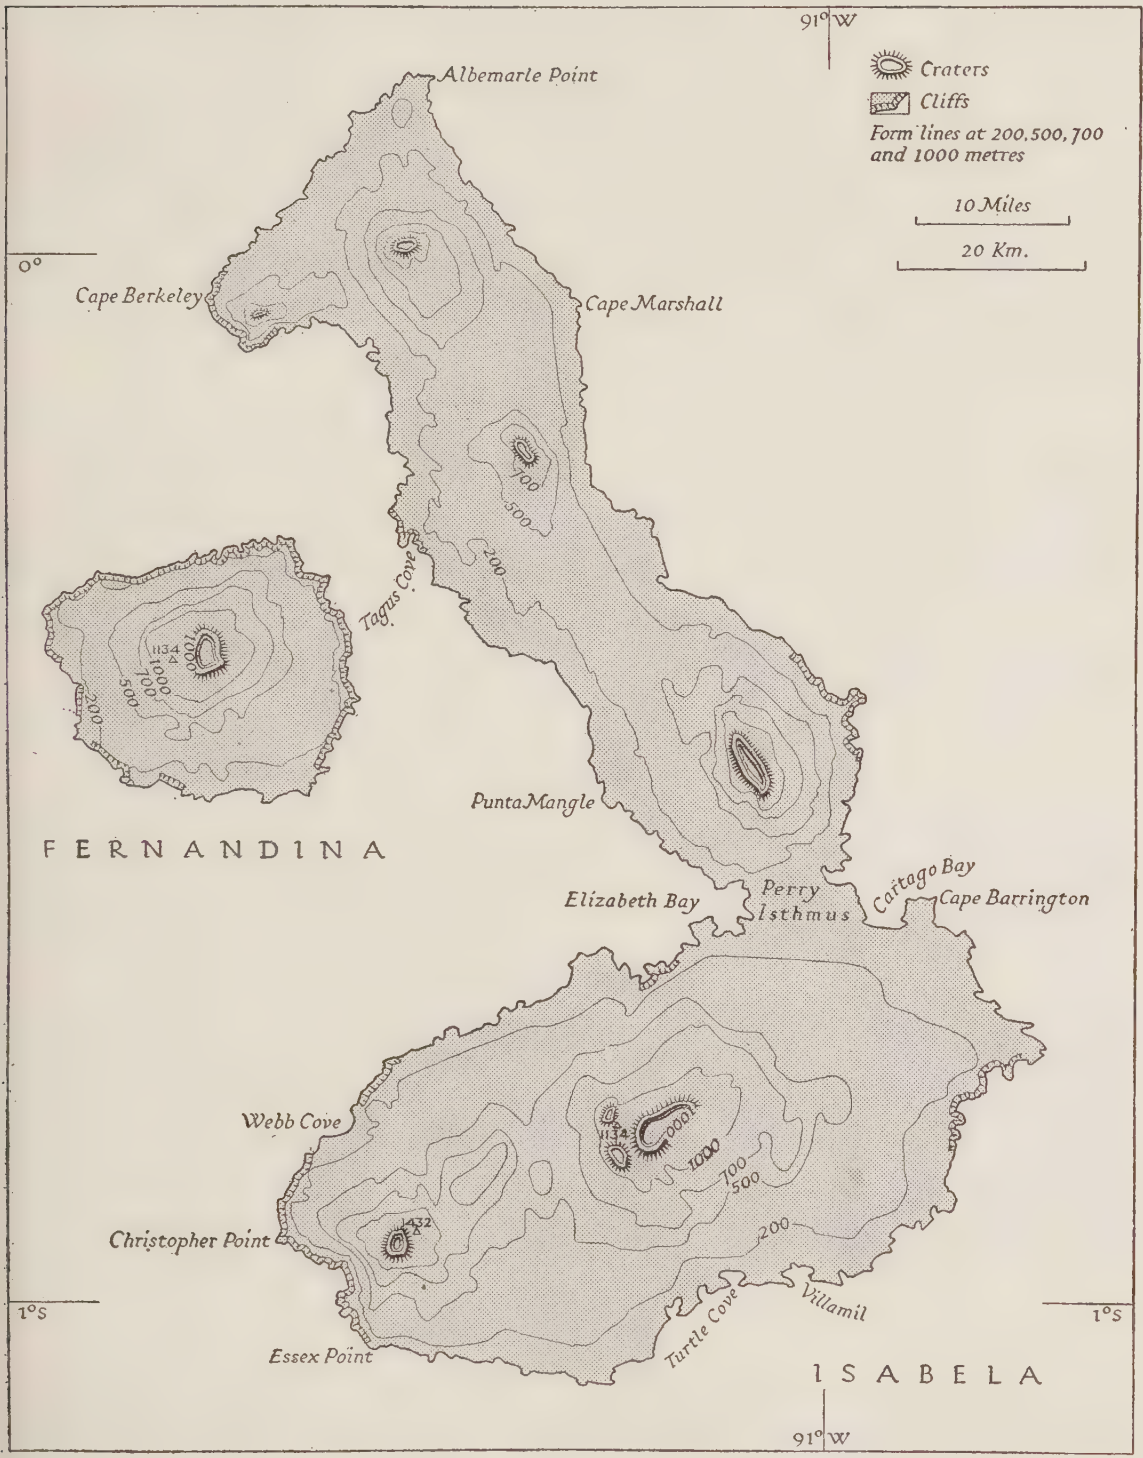 91° W
Craters
Cliffs
Form lines at 200, 500, 700
and 1000 metres
10 Miles
20 Km.
Albemarle Point
0°
Cape Berkeley
Cape Marshall
700
500
200
Tagus Cove
1134
1000
1000
700
500
200
FERNANDINA
Punta Mangle
Elizabeth Bay
Perry
Isthmus
Cartago Bay
Cape Barrington
Webb Cove
1134
1000
1000
700
500
200
1432
Christopher Point
Villamil
Turtle Cove
1°S
1°S
Essex Point
ISABELA
91° W